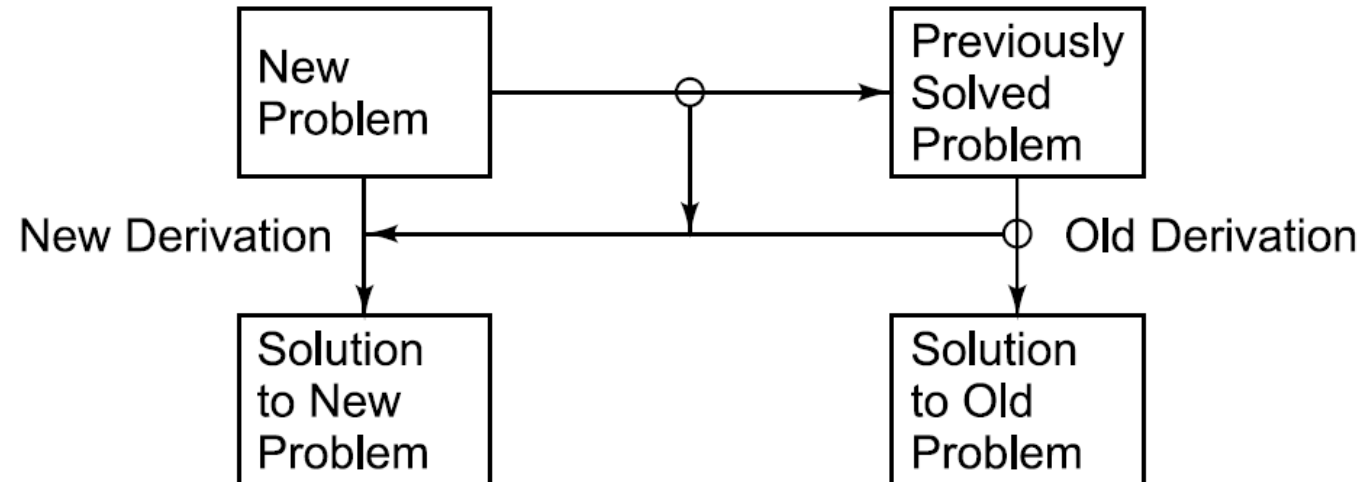 New
Problem
Previously
Solved
Problem
New Derivation
Old Derivation
Solution
to New
Problem
Solution
to Old
Problem